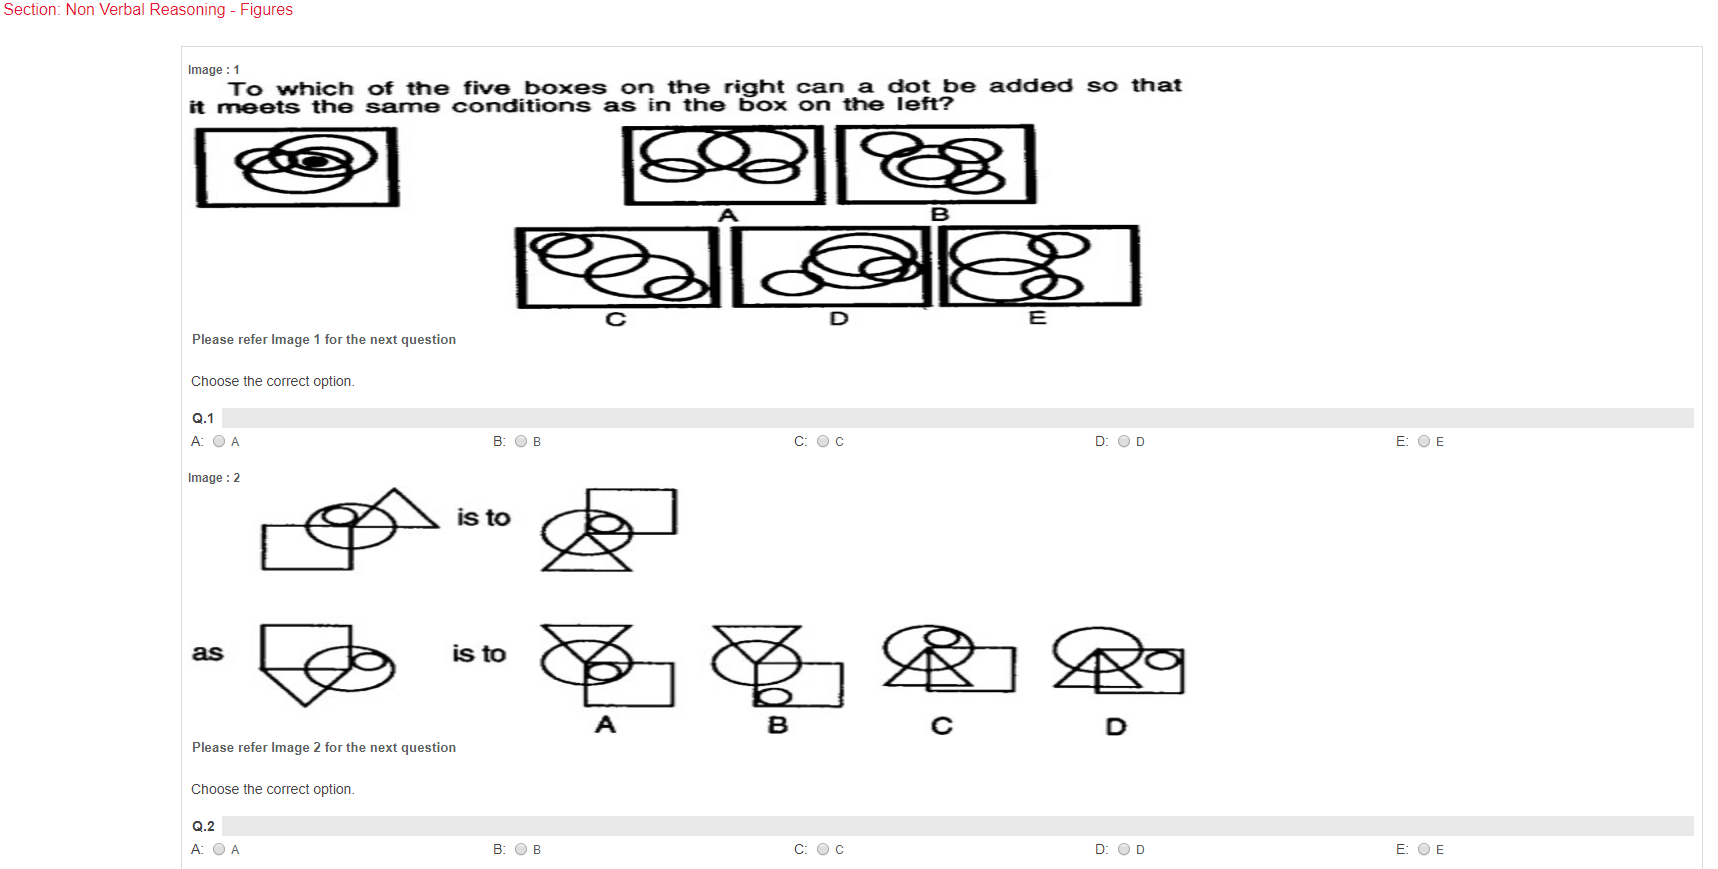 Section: Non Verbal Reasoning - Figures
Image : 1
To which of the five boxes on the right can a dot be added so that
it meets the same conditions as in the box on the left?
A B
C D E
Please refer Image 1 for the next question
Choose the correct option.
Q.1
A: A B: B C: C D: D E: E
Image : 2
is to
as is to
A B C D
Please refer Image 2 for the next question
Choose the correct option.
Q.2
A: A B: B C: C D: D E: E